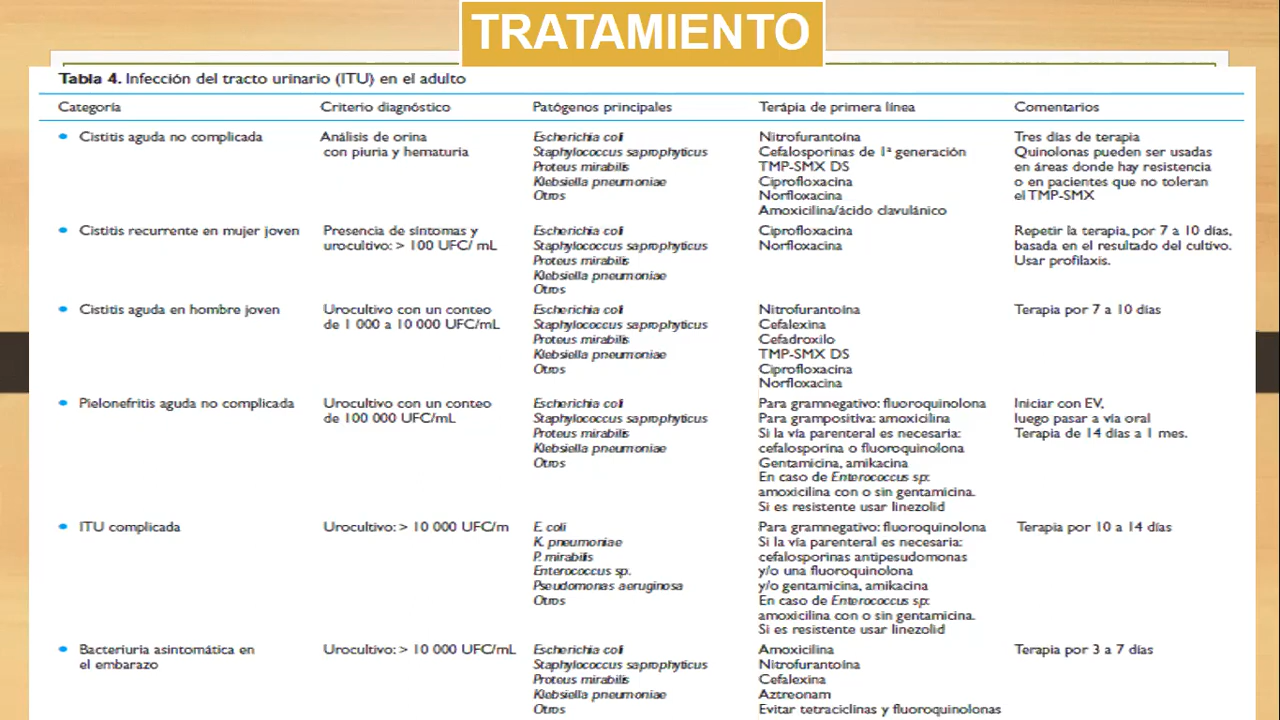 TRATAMIENTO
Tabla 4. Infección del tracto urinario (ITU) en el adulto
Categoría Criterio diagnóstico Patógenos principales Terápia de primera línea Comentarios
• Cistitis aguda no complicada Análisis de orina Escherichia coli Nitrofurantoína Tres días de terapia
con piuria y hematuria Staphylococcus saprophyticus Cefalosporinas de 1ª generación Quinolonas pueden ser usadas
Proteus mirabilis TMP-SMX DS en áreas donde hay resistencia
Klebsiella pneumoniae Ciprofloxacina o en pacientes que no toleran
Otros Norfloxacina el TMP-SMX
Amoxicilina/ácido clavulánico
• Cistitis recurrente en mujer joven Presencia de síntomas y Escherichia coli Ciprofloxacina Repetir la terapia, por 7 a 10 días,
urocultivo: > 100 UFC/ mL Staphylococcus saprophyticus Norfloxacina basada en el resultado del cultivo.
Proteus mirabilis Usar profilaxis.
Klebsiella pneumoniae
Otros
• Cistitis aguda en hombre joven Urocultivo con un conteo Escherichia coli Nitrofurantoína Terapia por 7 a 10 días
de 1 000 a 10 000 UFC/mL Staphylococcus saprophyticus Cefalexina
Proteus mirabilis Cefadroxilo
Klebsiella pneumoniae TMP-SMX DS
Otros Ciprofloxacina
Norfloxacina
• Pielonefritis aguda no complicada Urocultivo con un conteo Escherichia coli Para gramnegativo: fluoroquinolona Iniciar con EV,
de 100 000 UFC/mL Staphylococcus saprophyticus Para grampositiva: amoxicilina luego pasar a vía oral
Proteus mirabilis Si la vía parenteral es necesaria: Terapia de 14 días a 1 mes.
Klebsiella pneumoniae cefalosporina o fluoroquinolona
Otros Gentamicina, amikacina
En caso de Enterococcus sp:
amoxicilina con o sin gentamicina.
Si es resistente usar linezolid
• ITU complicada Urocultivo: > 10 000 UFC/m E. coli Para gramnegativo: fluoroquinolona Terapia por 10 a 14 días
K. pneumoniae Si la vía parenteral es necesaria:
P. mirabilis cefalosporinas antipesudomonas
Enterococcus sp. y/o una fluoroquinolona
Pseudomonas aeruginosa y/o gentamicina, amikacina
Otros En caso de Enterococcus sp:
amoxicilina con o sin gentamicina.
Si es resistente usar linezolid
• Bacteriuria asintomática en Urocultivo: > 10 000 UFC/mL Escherichia coli Amoxicilina Terapia por 3 a 7 días
el embarazo Staphylococcus saprophyticus Nitrofurantoína
Proteus mirabilis Cefalexina
Klebsiella pneumoniae Aztreonam
Otros Evitar tetraciclinas y fluoroquinolonas